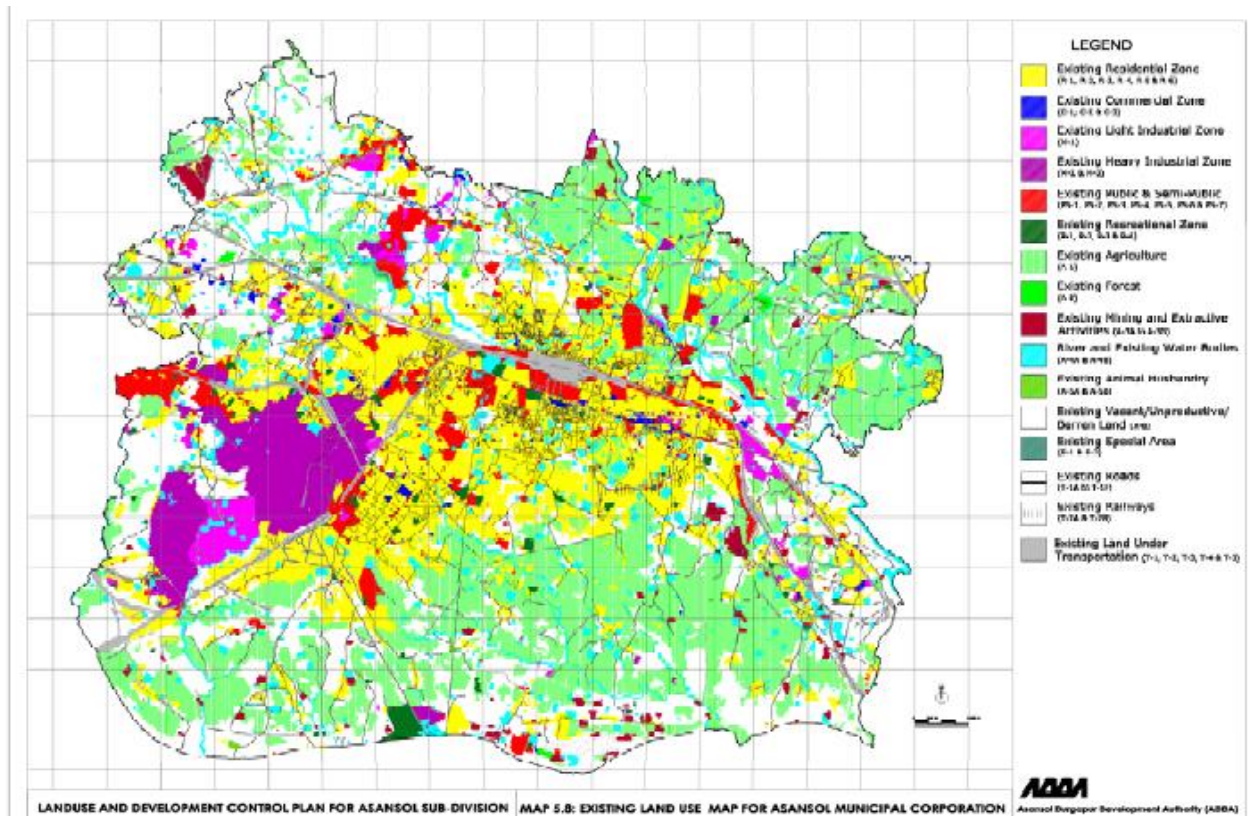 LEGEND
Existing Residential Zone
Existing Commercial Zone
Existing Light Industrial Zone
Existing Heavy Industrial Zone
Existing Public & Semi-Public
Existing Recreational Zone
Existing Agriculture
Existing Forest
Existing Mining and Extractive
Activities
River and Existing Water Bodies
Existing Animal Husbandry
Existing Vacant/Unproductive/
Barren Land
Existing Special Area
Existing Roads
Existing Railways
Existing Land Under
Transportation
LANDUSE AND DEVELOPMENT CONTROL PLAN FOR ASANSOL SUB-DIVISION
MAP 5.8: EXISTING LAND USE MAP FOR ASANSOL MUNICIPAL CORPORATION
ADDA
Asansol Durgapur Development Authority (ADDA)